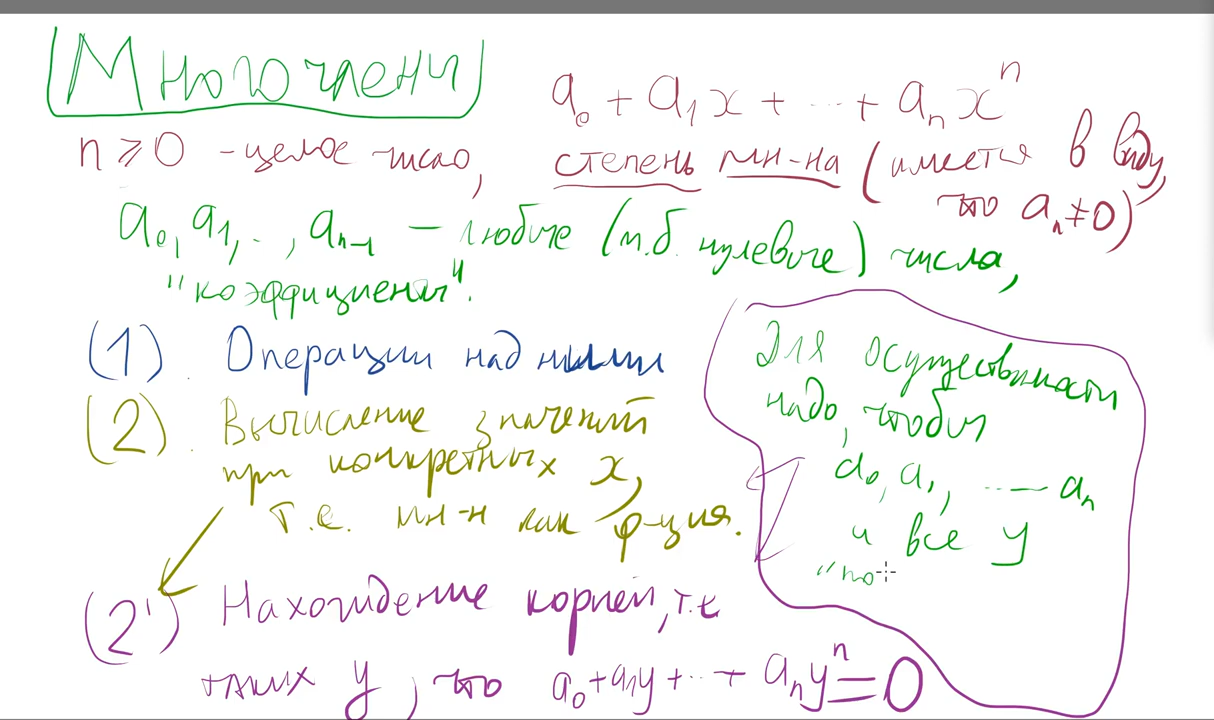 Многочлены
a₀ + a₁x + ... + aₙxⁿ
n ≥ 0 - целое число, степень мн-на (имеется в виду,
что aₙ ≠ 0)
a₀, a₁, .., aₙ₋₁ — любые (м.б. нулевые) числа,
"коэффициенты".
(1) Операции над ними
(2) Вычисление значений
при конкретных x,
т.е. мн-н как ф-ция.
(2') Нахождение корней, т.е
таких y, что a₀ + a₁y + ... + aₙyⁿ = 0
Для осуществимости
надо, чтобы
a₀, a₁, ... aₙ
и все y
"по